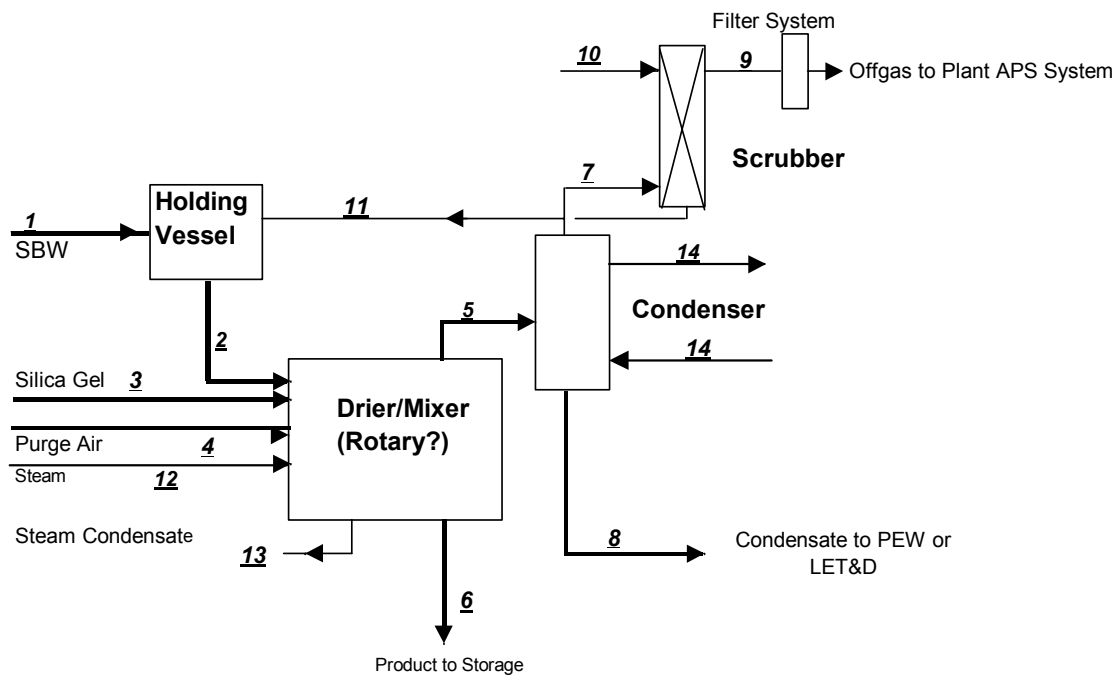 Filter System
10
9
Offgas to Plant APS System
Scrubber
7
Holding
Vessel
11
1
SBW
14
Condenser
5
14
2
Silica Gel
3
Drier/Mixer
(Rotary?)
Purge Air
4
Steam
12
Steam Condensate
13
8
Condensate to PEW or
LET&D
6
Product to Storage